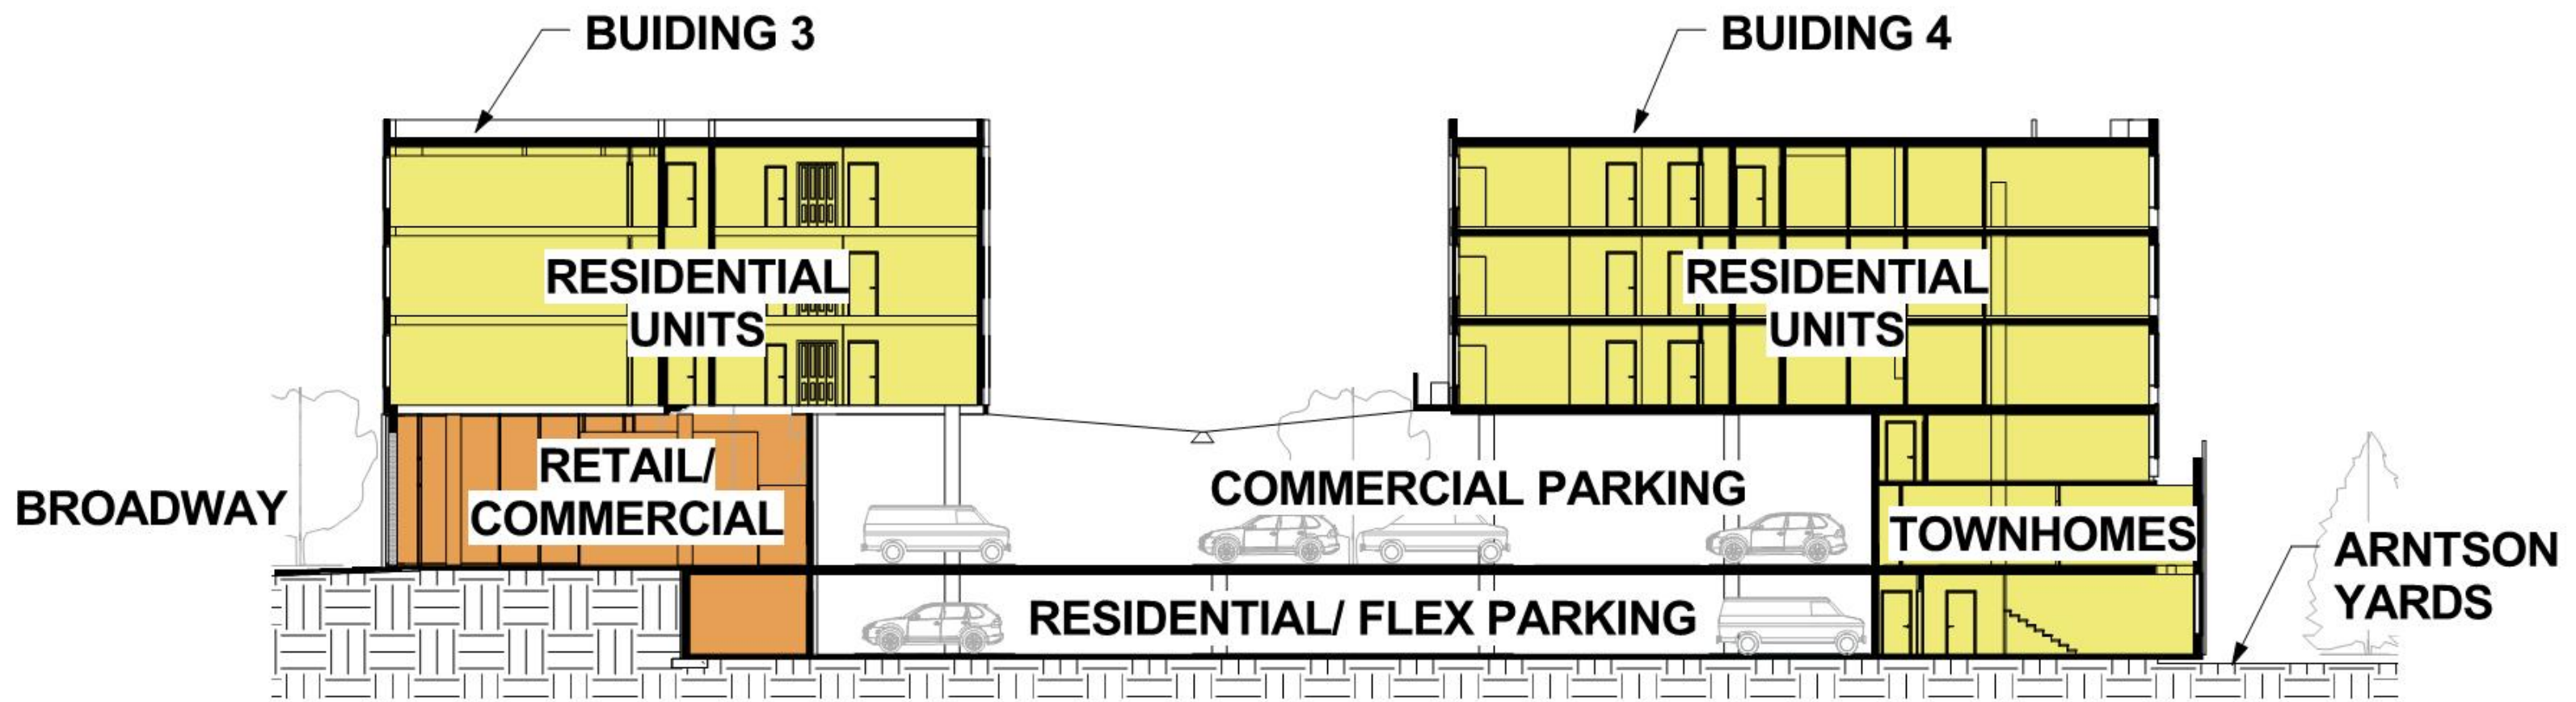 BUIDING 3
BUIDING 4
RESIDENTIAL
UNITS
RESIDENTIAL
UNITS
BROADWAY
RETAIL/
COMMERCIAL
COMMERCIAL PARKING
TOWNHOMES
ARNTSON
YARDS
RESIDENTIAL/ FLEX PARKING